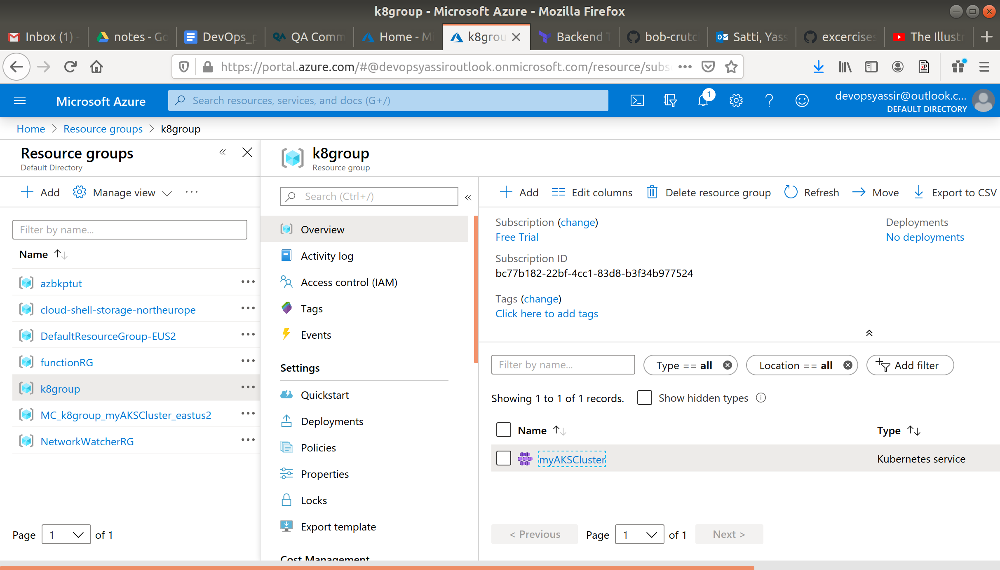 k8group - Microsoft Azure - Mozilla Firefox
Inbox (1) -
notes - Go
DevOps_p
QA Comm
Home - Mi
k8grou
Backend T
bob-crutc
Satti, Yass
excercises
The Illustr
https://portal.azure.com/#@devopsyassiroutlook.onmicrosoft.com/resource/subs
Microsoft Azure
Search resources, services, and docs (G+/)
1
devopsyassir@outlook.c...
DEFAULT DIRECTORY
Home > Resource groups > k8group
Resource groups
Default Directory
Add
Manage view
Filter by name...
Name
azbkptut
cloud-shell-storage-northeurope
DefaultResourceGroup-EUS2
functionRG
k8group
MC_k8group_myAKSCluster_eastus2
NetworkWatcherRG
Page 1 of 1
k8group
Resource group
Search (Ctrl+/)
Overview
Activity log
Access control (IAM)
Tags
Events
Settings
Quickstart
Deployments
Policies
Properties
Locks
Export template
Cost Management
Add
Edit columns
Delete resource group
Refresh
Move
Export to CSV
Subscription (change)
Free Trial
Deployments
No deployments
Subscription ID
bc77b182-22bf-4cc1-83d8-b3f34b977524
Tags (change)
Click here to add tags
Filter by name...
Type == all
Location == all
Add filter
Showing 1 to 1 of 1 records.
Show hidden types
Name
Type
myAKSCluster
Kubernetes service
< Previous
Page 1 of 1
Next >